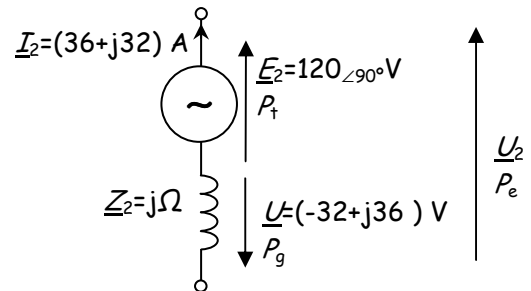 I2=(36+j32) A
E2=120∠90°V
Pt
~
U2
Pe
Z2=jΩ
U=(-32+j36 ) V
Pg